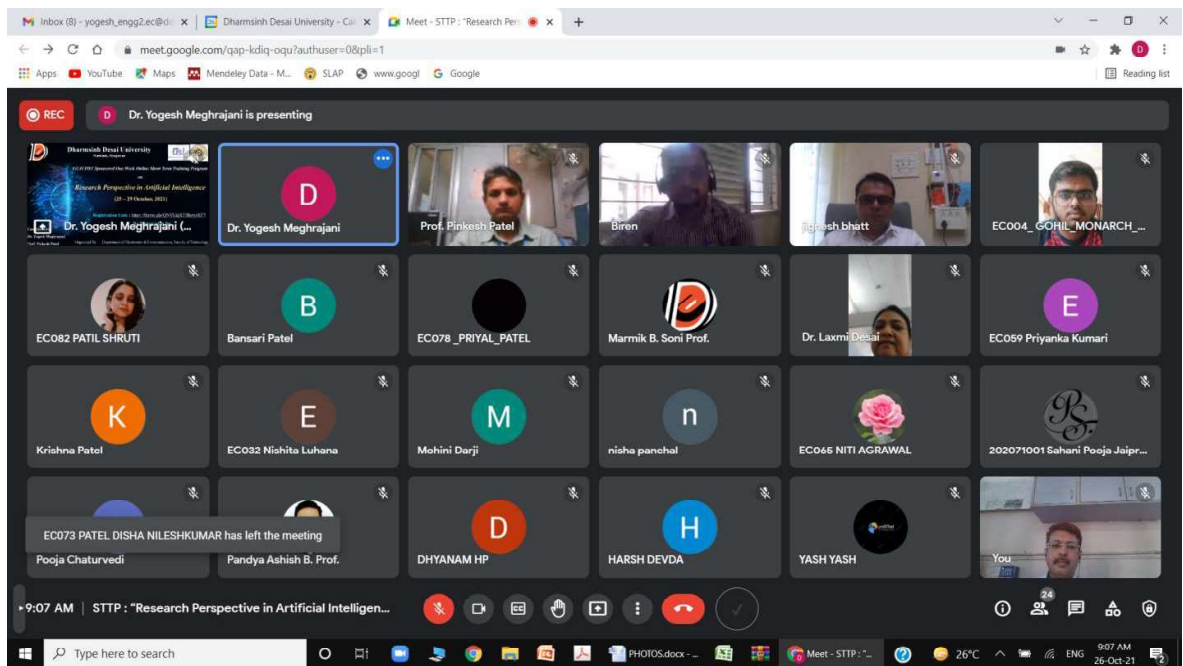 Inbox (8) - yogesh_engg2.ec@d
Dharmsinh Desai University - Cal
Meet - STTP : "Research Pers
meet.google.com/qap-kdiq-oqu?authuser=0&pli=1
D
Apps
YouTube
Maps
Mendeley Data - M...
SLAP
www.googl
Google
Reading list
REC
D
Dr. Yogesh Meghrajani is presenting
Dharmsinh Desai University
Research Perspective in Artificial Intelligence
(25 - 29 October, 2021)
Dr. Yogesh Meghrajani (...
D
Dr. Yogesh Meghrajani
Prof. Pinkesh Patel
Biren
jignesh bhatt
EC004_ GOHIL_MONARCH_...
EC082 PATIL SHRUTI
B
Bansari Patel
EC078 _PRIYAL_PATEL
Marmik B. Soni Prof.
Dr. Laxmi Desai
E
EC059 Priyanka Kumari
K
Krishna Patel
E
EC032 Nishita Luhana
M
Mohini Darji
n
nisha panchal
EC065 NITI AGRAWAL
202071001 Sahani Pooja Jaipr...
EC073 PATEL DISHA NILESHKUMAR has left the meeting
Pooja Chaturvedi
Pandya Ashish B. Prof.
D
DHYANAM HP
H
HARSH DEVDA
YASH YASH
You
9:07 AM | STTP : "Research Perspective in Artificial Intelligen...
24
Type here to search
PHOTOS.docx - ...
Meet - STTP : "...
26°C
ENG
9:07 AM
26-Oct-21